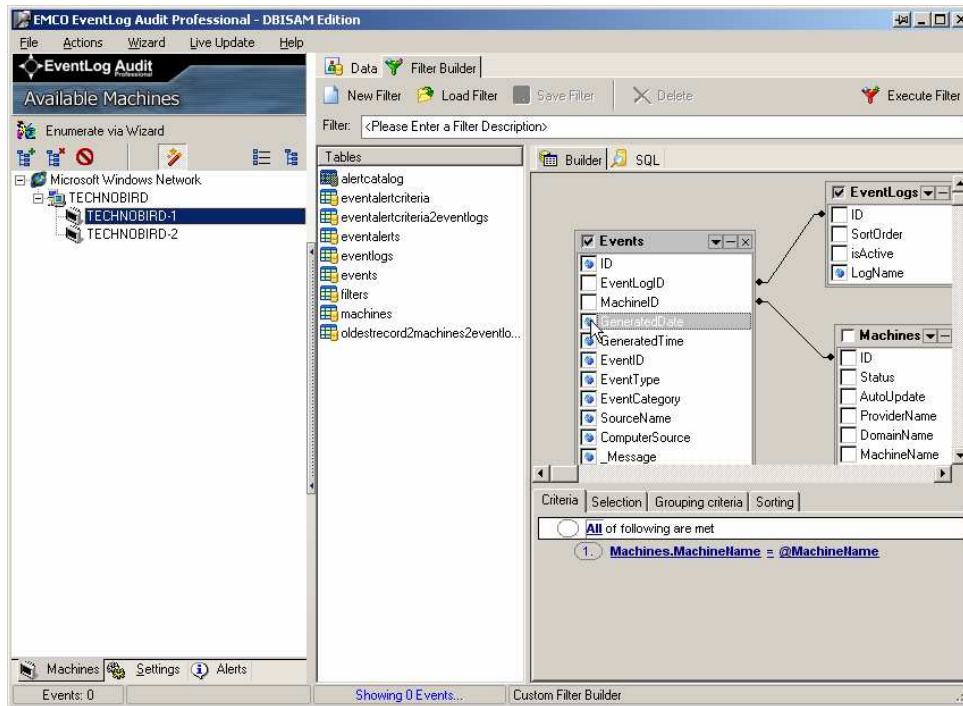 EMCO EventLog Audit Professional - DBISAM Edition
File Actions Wizard Live Update Help
EventLog Audit
Professional
Available Machines
Enumerate via Wizard
Microsoft Windows Network
TECHNOBIRD
TECHNOBIRD-1
TECHNOBIRD-2
Machines Settings Alerts
Data Filter Builder
New Filter Load Filter Save Filter Delete Execute Filter
Filter: <Please Enter a Filter Description>
Tables
alertcatalog
eventalertcriteria
eventalertcriteria2eventlogs
eventalerts
eventlogs
events
filters
machines
oldestrecord2machines2eventlo...
Builder SQL
Events
ID
EventLogID
MachineID
GeneratedDate
GeneratedTime
EventID
EventType
EventCategory
SourceName
ComputerSource
_Message
EventLogs
ID
SortOrder
isActive
LogName
Machines
ID
Status
AutoUpdate
ProviderName
DomainName
MachineName
Criteria Selection Grouping criteria Sorting
All of following are met
1. Machines.MachineName = @MachineName
Events: 0 Showing 0 Events... Custom Filter Builder